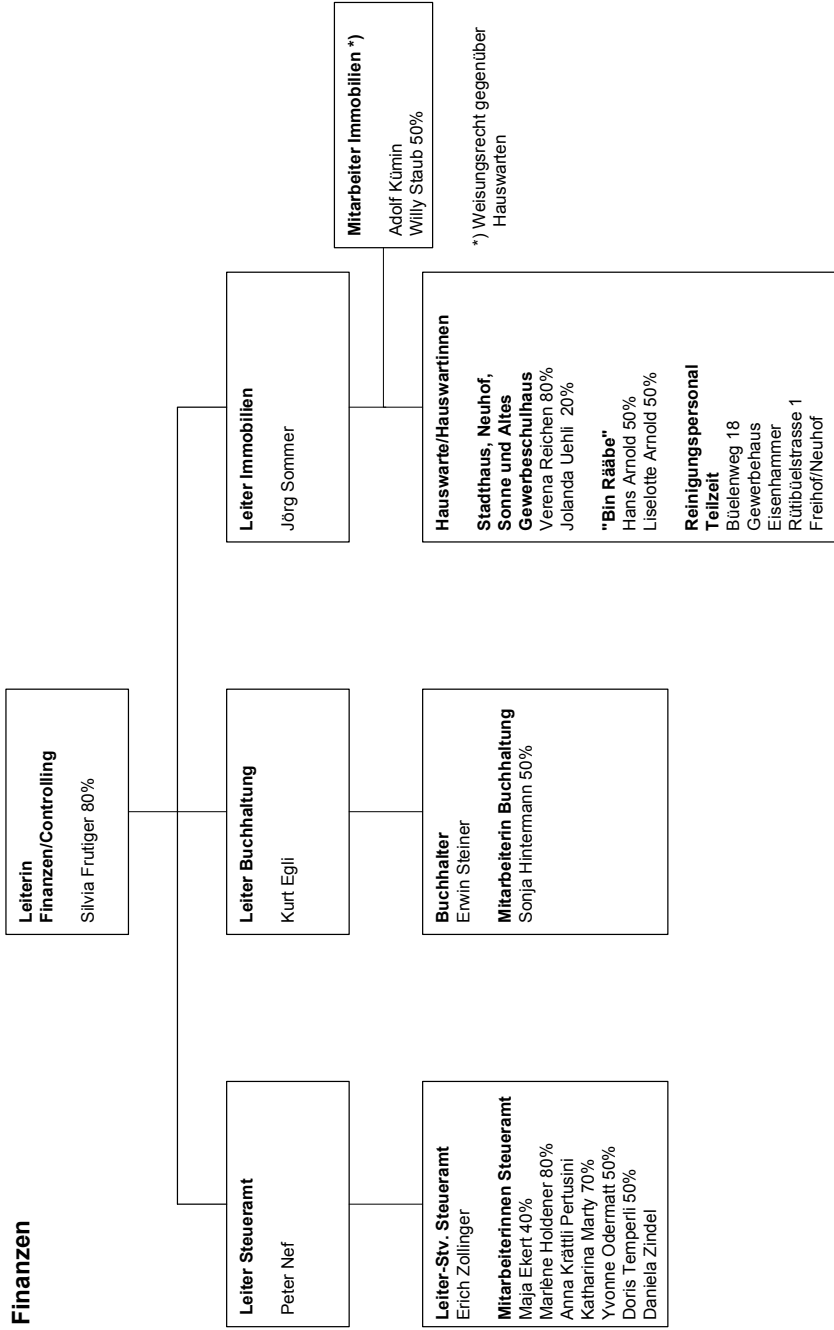 Finanzen
Leiterin
Finanzen/Controlling
Silvia Frutiger 80%
Leiter Steueramt
Peter Nef
Leiter Buchhaltung
Kurt Egli
Leiter Immobilien
Jörg Sommer
Mitarbeiter Immobilien *)
Adolf Kümin
Willy Staub 50%
Leiter-Stv. Steueramt
Erich Zollinger
Mitarbeiterinnen Steueramt
Maja Ekert 40%
Marlène Holdener 80%
Anna Krättli Pertusini
Katharina Marty 70%
Yvonne Odermatt 50%
Doris Temperli 50%
Daniela Zindel
Buchhalter
Erwin Steiner
Mitarbeiterin Buchhaltung
Sonja Hintermann 50%
Hauswarte/Hauswartinnen
Stadthaus, Neuhof,
Sonne und Altes
Gewerbeschulhaus
Verena Reichen 80%
Jolanda Uehli 20%
"Bin Rääbe"
Hans Arnold 50%
Liselotte Arnold 50%
Reinigungspersonal
Teilzeit
Büelenweg 18
Gewerbehaus
Eisenhammer
Rütibüelstrasse 1
Freihof/Neuhof
*) Weisungsrecht gegenüber
Hauswarten